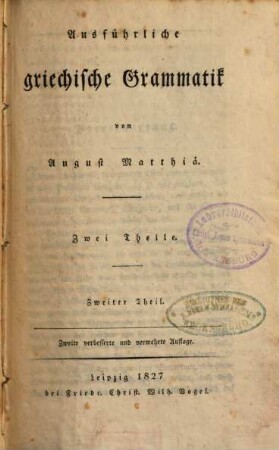 Ausführliche
griechische Grammatik
von
August Matthiä.
Zwei Theile.
Zweiter Theil.
Zweite verbesserte und vermehrte Auflage.
Leipzig 1827
bei Friedr. Christ. Wilh. Vogel.